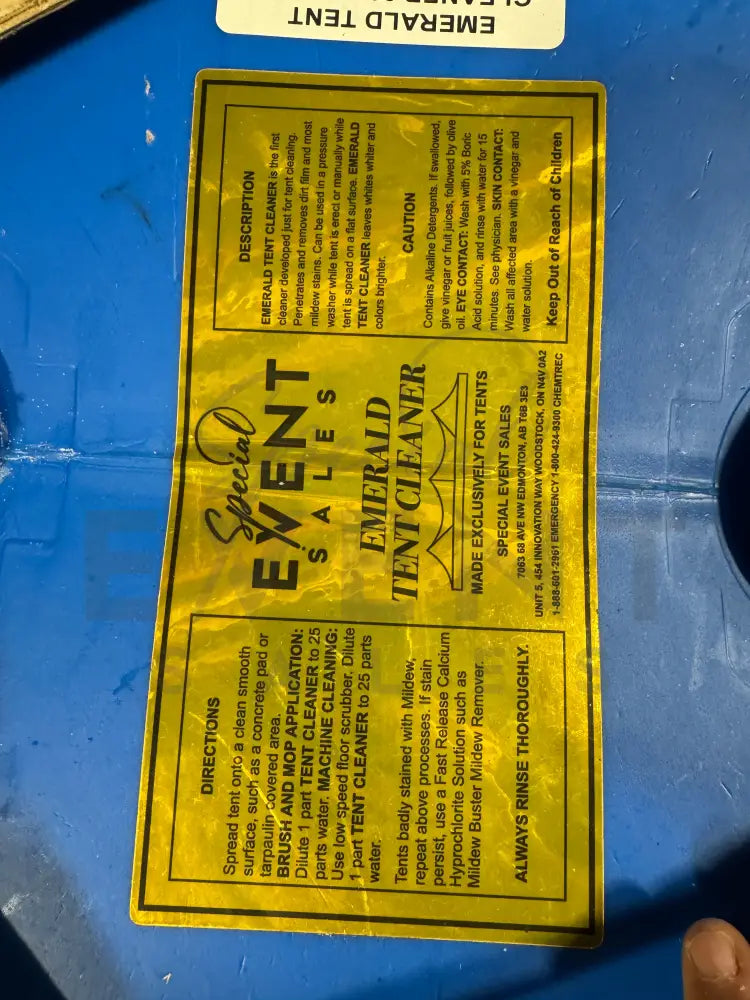 EMERALD TENT
DIRECTIONS
Spread tent onto a clean smooth
surface, such as a concrete pad or
tarpaulin covered area.
BRUSH AND MOP APPLICATION:
Dilute 1 part TENT CLEANER to 25
parts water. MACHINE CLEANING:
Use low speed floor scrubber. Dilute
1 part TENT CLEANER to 25 parts
water.
Tents badly stained with Mildew,
repeat above processes. If stain
persist, use a Fast Release Calcium
Hyprochlorite Solution such as
Mildew Buster Mildew Remover.
ALWAYS RINSE THOROUGHLY.
Special
EVENT
SALES
EMERALD
TENT CLEANER
MADE EXCLUSIVELY FOR TENTS
SPECIAL EVENT SALES
7063 68 AVE NW EDMONTON, AB T6B 3E3
UNIT 5, 454 INNOVATION WAY WOODSTOCK, ON N4V 0A2
1-888-601-2961 EMERGENCY 1-800-424-9300 CHEMTREC
DESCRIPTION
EMERALD TENT CLEANER is the first
cleaner developed just for tent cleaning.
Penetrates and removes dirt film and most
mildew stains. Can be used in a pressure
washer while tent is erect or manually while
tent is spread on a flat surface. EMERALD
TENT CLEANER leaves whites whiter and
colors brighter.
CAUTION
Contains Alkaline Detergents. If swallowed,
give vinegar or fruit juices, followed by olive
oil. EYE CONTACT: Wash with 5% Boric
Acid solution, and rinse with water for 15
minutes. See physician. SKIN CONTACT:
Wash all affected area with a vinegar and
water solution.
Keep Out of Reach of Children